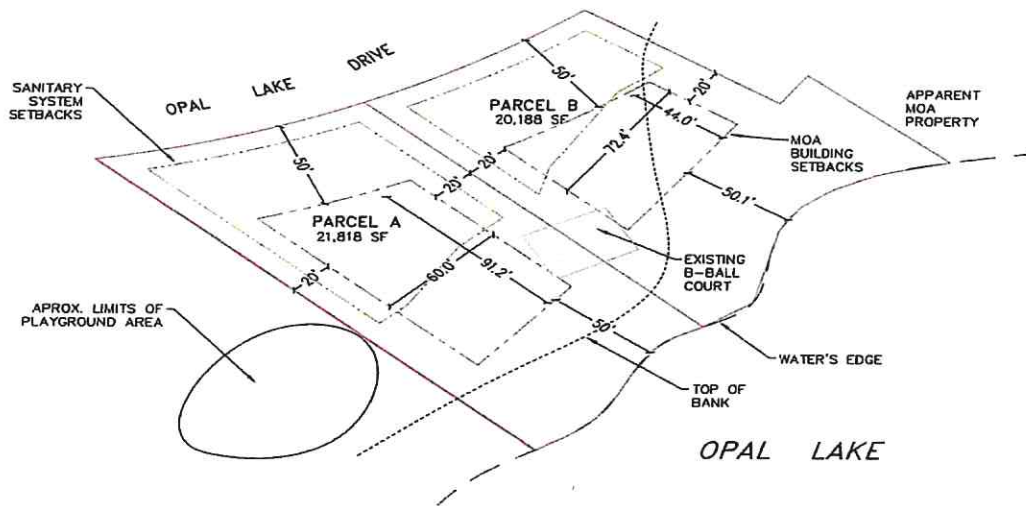 OPAL LAKE DRIVE
SANITARY
SYSTEM
SETBACKS
50'
PARCEL B
20,188 SF
20'
44.0'
72.4'
APPARENT
MOA
PROPERTY
MOA
BUILDING
SETBACKS
50'
20'
20'
50.1'
PARCEL A
21,818 SF
60.0'
91.2'
20'
EXISTING
B-BALL
COURT
APROX. LIMITS OF
PLAYGROUND AREA
50'
WATER'S EDGE
TOP OF
BANK
OPAL LAKE